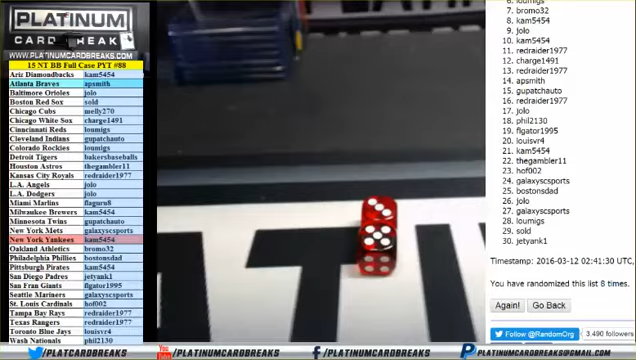 PLATINUM
CARD BREAK
WWW.PLATINUMCARDBREAKS.COM
15 NT BB Full Case PYT #88
Ariz Diamondbacks kam5454
Atlanta Braves apsmith
Baltimore Orioles jolo
Boston Red Sox sold
Chicago Cubs melly270
Chicago White Sox charge1491
Cinncinnati Reds loumigs
Cleveland Indians gupatchauto
Colorado Rockies loumigs
Detroit Tigers bakersbaseballs
Houston Astros thegambler11
Kansas City Royals redraider1977
L.A. Angels jolo
L.A. Dodgers jolo
Miami Marlins flaguru8
Milwaukee Brewers kam5454
Minnesota Twins gupatchauto
New York Mets galaxyscsports
New York Yankees kam5454
Oakland Athletics bromo32
Philadelphia Phillies bostonsdad
Pittsburgh Pirates kam5454
San Diego Padres jetyank1
San Fran Giants flgator1995
Seattle Mariners galaxyscsports
St. Louis Cardinals hof002
Tampa Bay Rays redraider1977
Texas Rangers redraider1977
Toronto Blue Jays louisvr4
Wash Nationals phil2130
6. loumigs
7. bromo32
8. kam5454
9. jolo
10. kam5454
11. redraider1977
12. charge1491
13. redraider1977
14. apsmith
15. gupatchauto
16. redraider1977
17. jolo
18. phil2130
19. flgator1995
20. louisvr4
21. kam5454
22. thegambler11
23. hof002
24. galaxyscsports
25. bostonsdad
26. jolo
27. galaxyscsports
28. loumigs
29. sold
30. jetyank1
Timestamp: 2016-03-12 02:41:30 UTC,
You have randomized this list 8 times.
Again! Go Back
Follow @RandomOrg 3,490 followers
/PLATCARDBREAKS You Tube /PLATINUMCARDBREAKS f /PLATINUMCARDBREAKS PLATINUMCARDBREAKS@GMAIL.COM